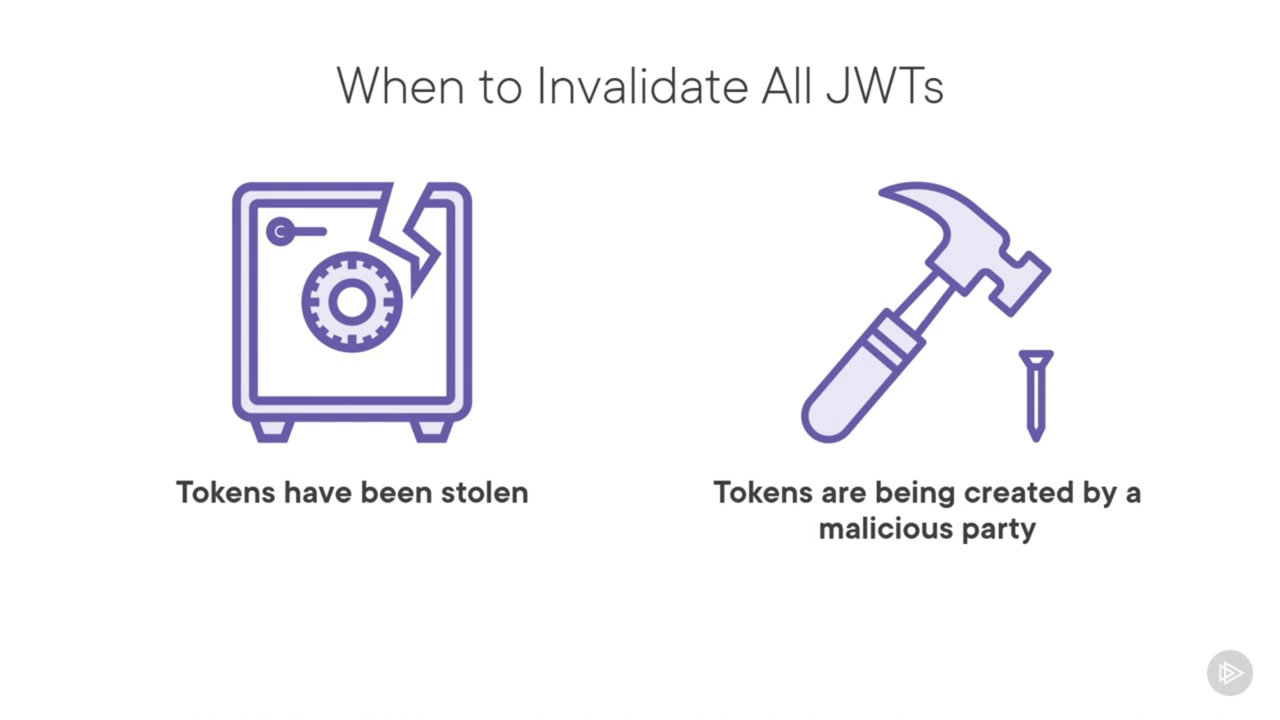 When to Invalidate All JWTs
Tokens have been stolen
Tokens are being created by a
malicious party